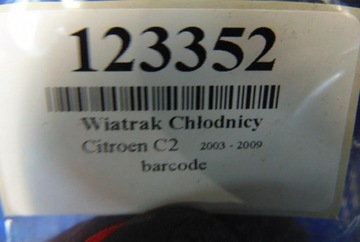 123352
Wiatrak Chłodnicy
Citroen C2 2003 - 2009
barcode